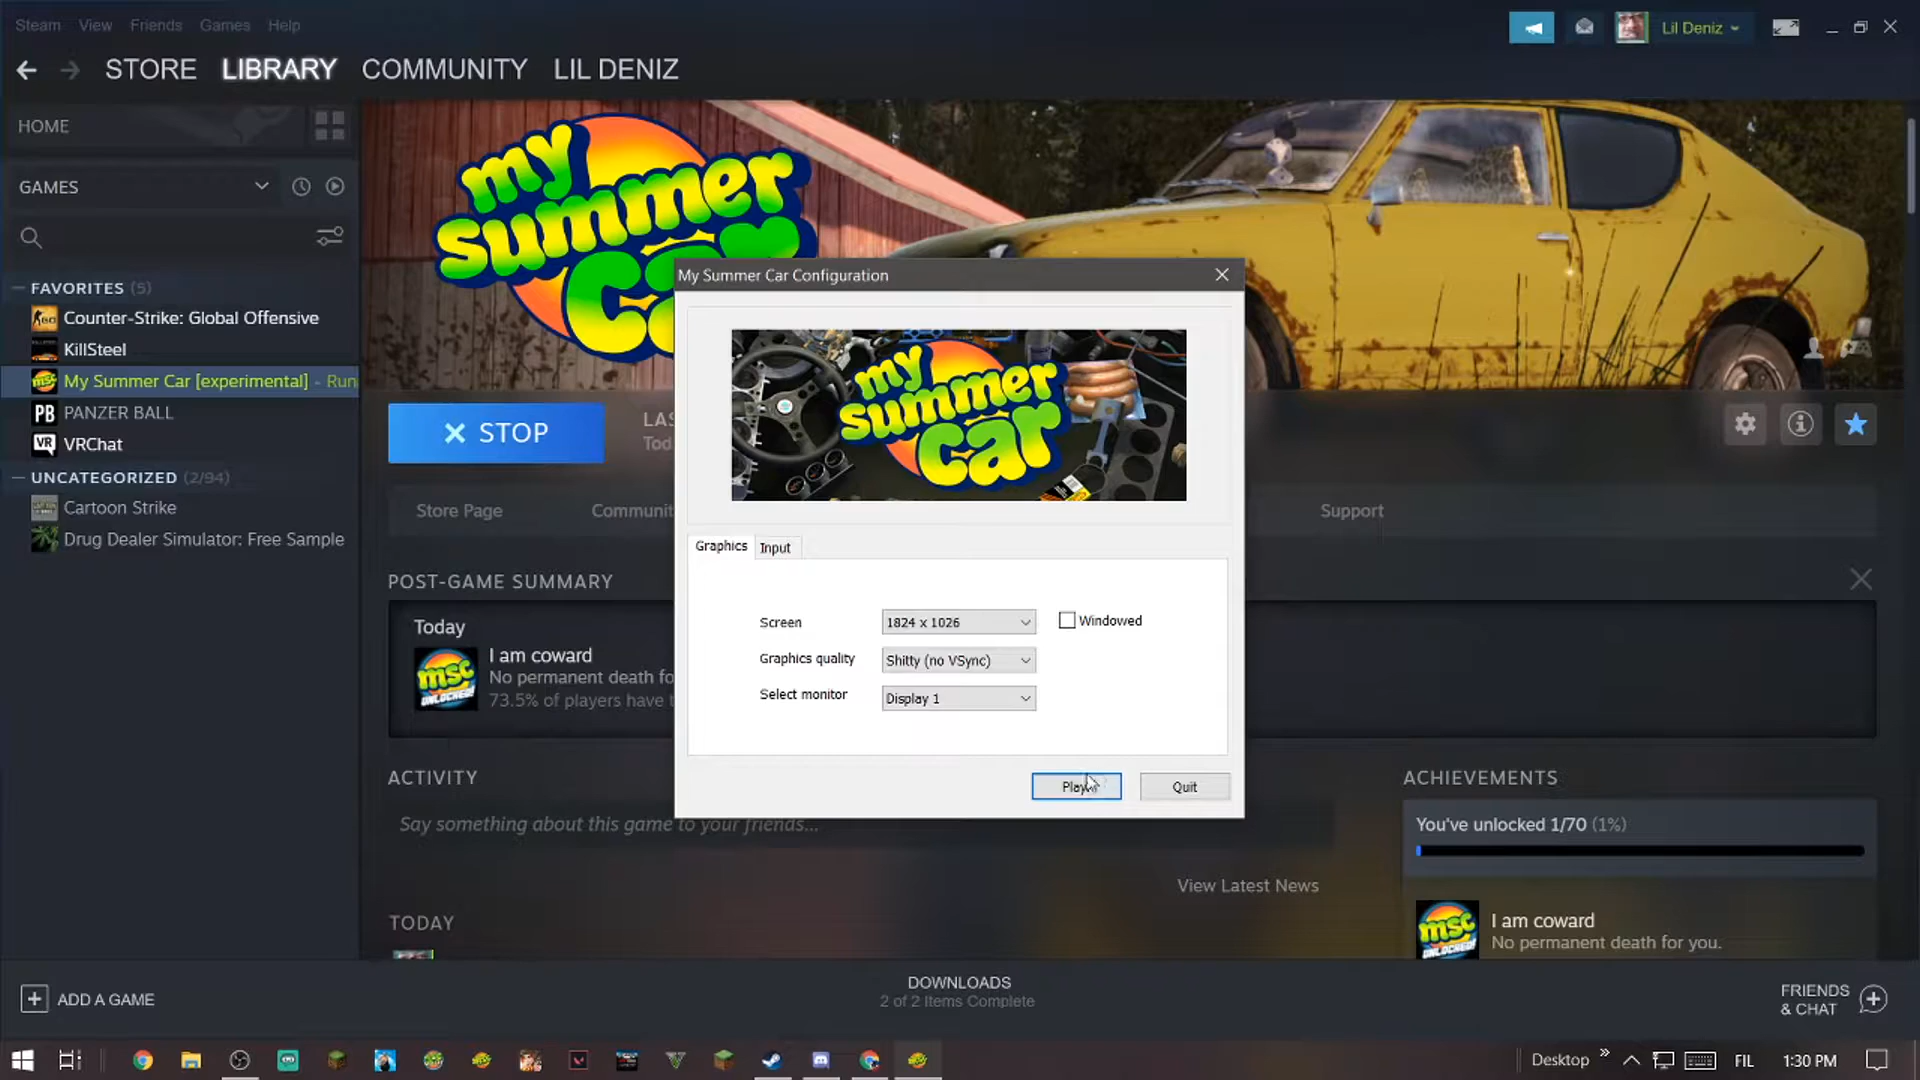 Steam View Friends Games Help
Lil Deniz
STORE LIBRARY COMMUNITY LIL DENIZ
HOME
GAMES
FAVORITES (5)
Counter-Strike: Global Offensive
KillSteel
My Summer Car [experimental] - Run
PANZER BALL
VRChat
UNCATEGORIZED (2/94)
Cartoon Strike
Drug Dealer Simulator: Free Sample
my summer car
STOP
LAS
Tod
Store Page
Communit
Support
POST-GAME SUMMARY
Today
I am coward
No permanent death fo
73.5% of players have t
ACTIVITY
Say something about this game to your friends...
View Latest News
TODAY
ACHIEVEMENTS
You've unlocked 1/70 (1%)
I am coward
No permanent death for you.
My Summer Car Configuration
my summer car
Graphics Input
Screen 1824 x 1026 Windowed
Graphics quality Shitty (no VSync)
Select monitor Display 1
Play! Quit
ADD A GAME
DOWNLOADS
2 of 2 Items Complete
FRIENDS
& CHAT
Desktop FIL 1:30 PM